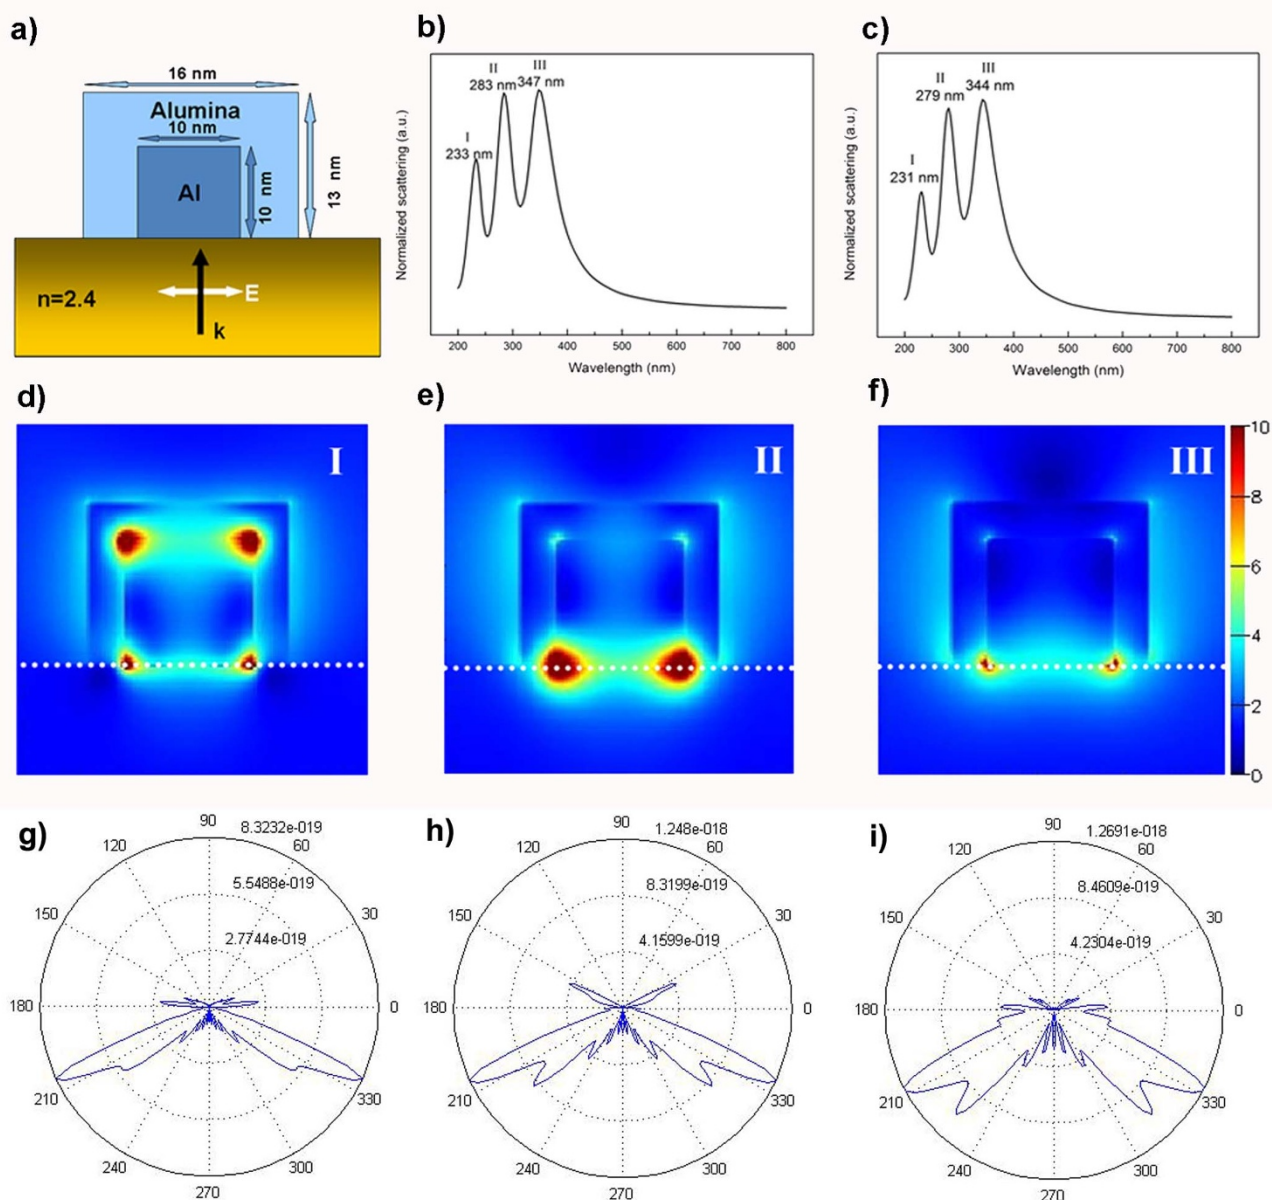 a)
16 nm
Alumina
10 nm
Al
10 nm
13 nm
n=2.4
E
k
b)
Normalized scattering (a.u.)
I
233 nm
II
283 nm
III
347 nm
200 300 400 500 600 700 800
Wavelength (nm)
c)
Normalized scattering (a.u.)
I
231 nm
II
279 nm
III
344 nm
200 300 400 500 600 700 800
Wavelength (nm)
d)
I
e)
II
f)
III
10
8
6
4
2
0
g)
90
8.3232e-019
120
60
5.5488e-019
150
30
2.7744e-019
180
0
210
330
240
300
270
h)
90
1.248e-018
120
60
8.3199e-019
150
30
4.1599e-019
180
0
210
330
240
300
270
i)
90
1.2691e-018
120
60
8.4609e-019
150
30
4.2304e-019
180
0
210
330
240
300
270